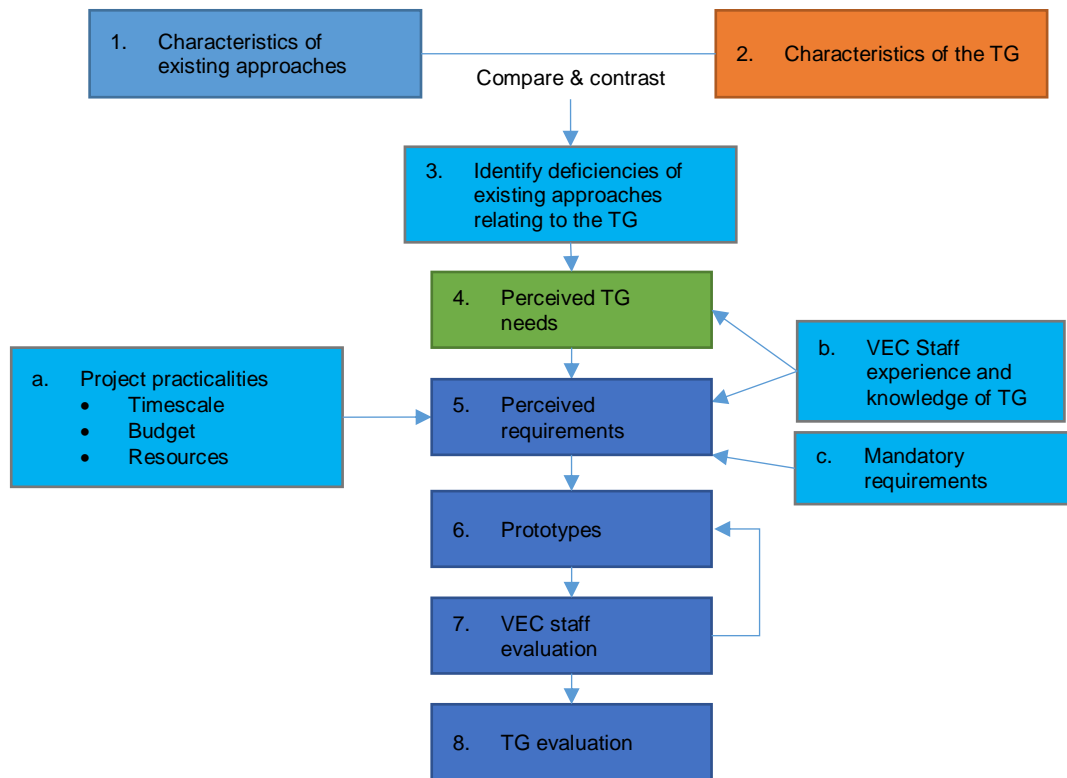 1. Characteristics of
existing approaches
2. Characteristics of the TG
Compare & contrast
3. Identify deficiencies of
existing approaches
relating to the TG
4. Perceived TG
needs
a. Project practicalities
• Timescale
• Budget
• Resources
b. VEC Staff
experience and
knowledge of TG
5. Perceived
requirements
c. Mandatory
requirements
6. Prototypes
7. VEC staff
evaluation
8. TG evaluation